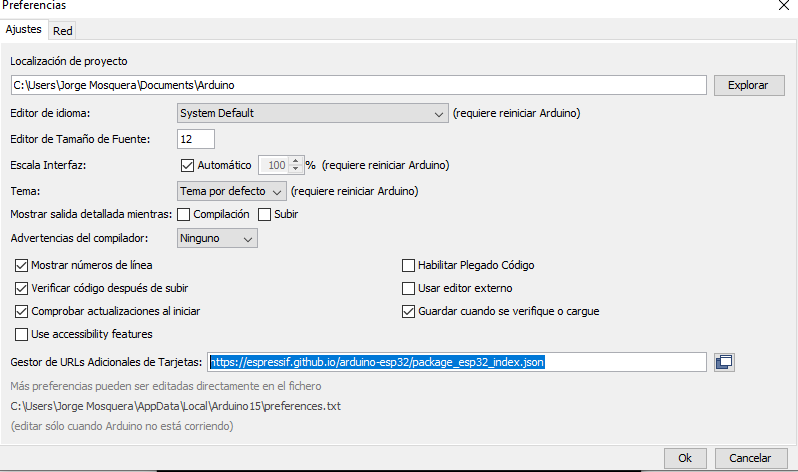 Preferencias
Ajustes Red
Localización de proyecto
C:\Users\Jorge Mosquera\Documents\Arduino Explorar
Editor de idioma: System Default (requiere reiniciar Arduino)
Editor de Tamaño de Fuente: 12
Escala Interfaz: Automático 100 % (requiere reiniciar Arduino)
Tema: Tema por defecto (requiere reiniciar Arduino)
Mostrar salida detallada mientras: Compilación Subir
Advertencias del compilador: Ninguno
Mostrar números de línea Habilitar Plegado Código
Verificar código después de subir Usar editor externo
Comprobar actualizaciones al iniciar Guardar cuando se verifique o cargue
Use accessibility features
Gestor de URLs Adicionales de Tarjetas: https://espressif.github.io/arduino-esp32/package_esp32_index.json
Más preferencias pueden ser editadas directamente en el fichero
C:\Users\Jorge Mosquera\AppData\Local\Arduino15\preferences.txt
(editar sólo cuando Arduino no está corriendo)
Ok Cancelar